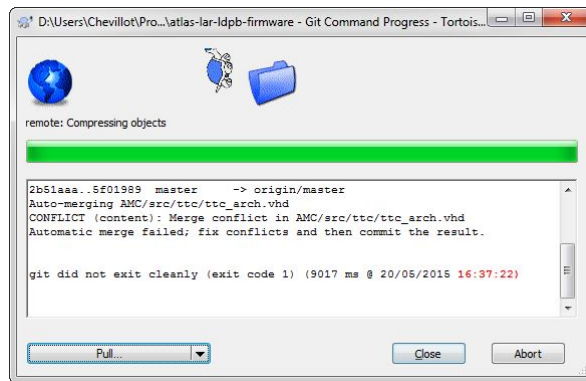 D:\Users\Chevillot\Pro...\atlas-lar-ldpb-firmware - Git Command Progress - Tortois...
remote: Compressing objects
2b51aaa..5f01989 master -> origin/master
Auto-merging AMC/src/ttc/ttc_arch.vhd
CONFLICT (content): Merge conflict in AMC/src/ttc/ttc_arch.vhd
Automatic merge failed; fix conflicts and then commit the result.
git did not exit cleanly (exit code 1) (9017 ms @ 20/05/2015 16:37:22)
Pull...
Close
Abort